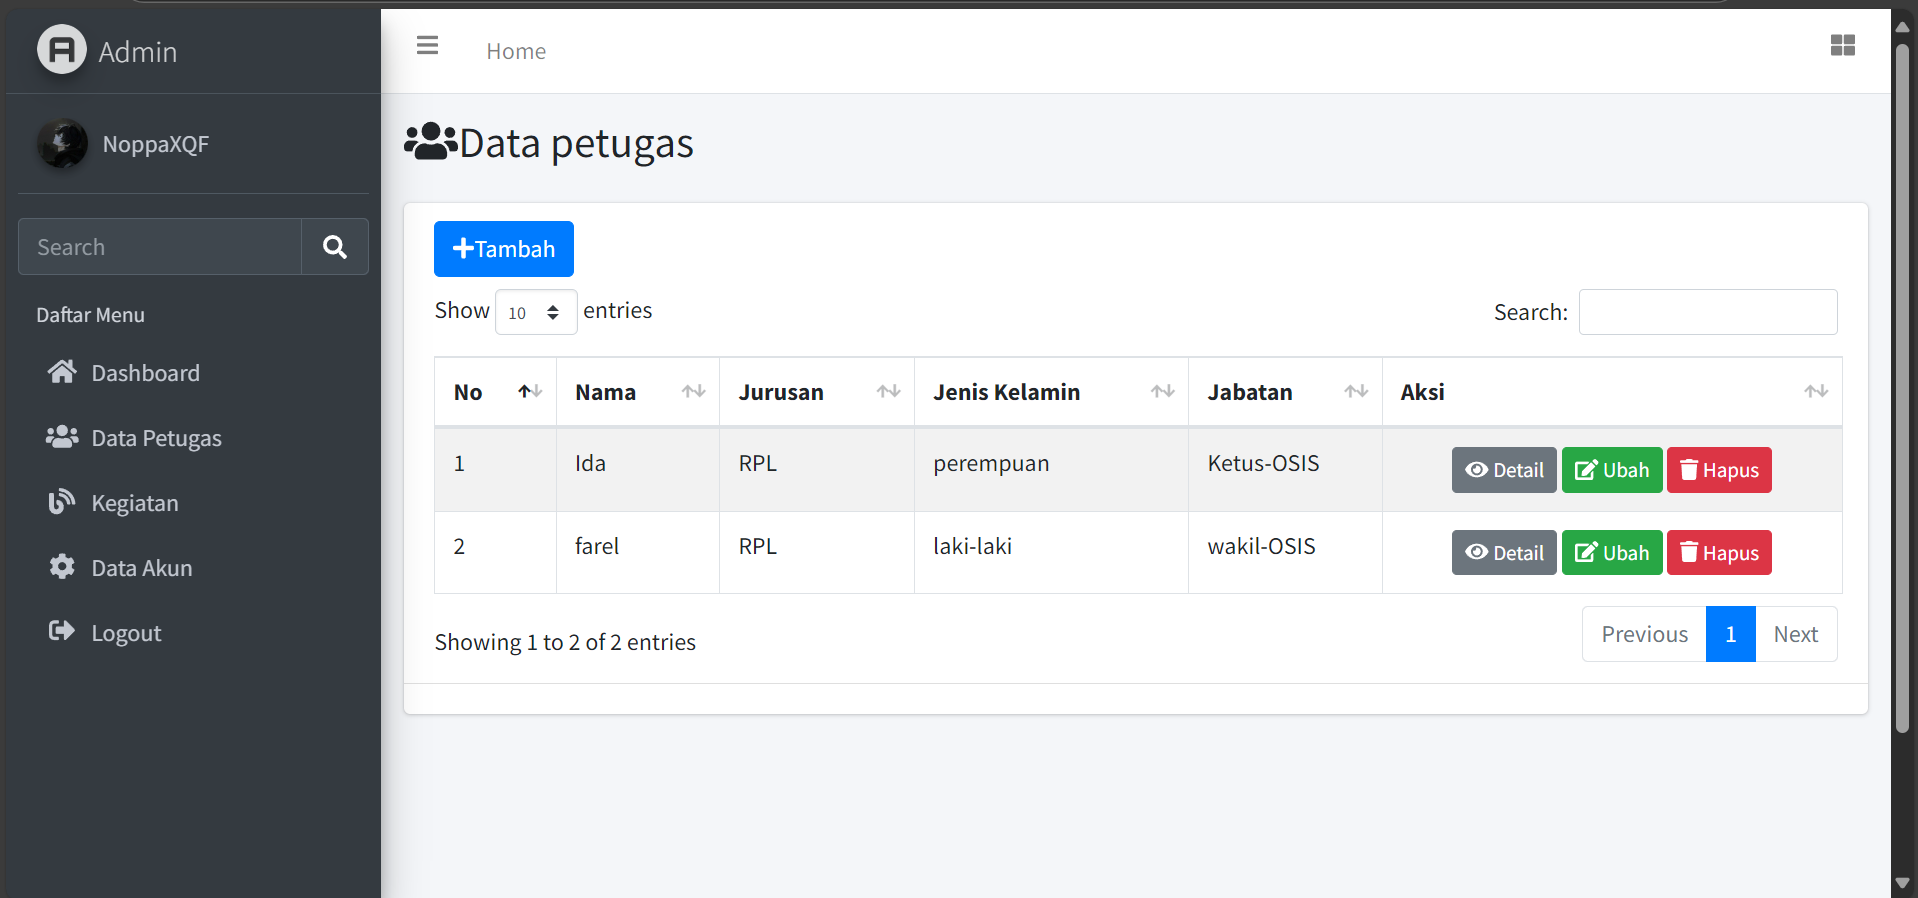 Admin
NoppaXQF
Search
Daftar Menu
Dashboard
Data Petugas
Kegiatan
Data Akun
Logout
Home
Data petugas
Tambah
Show 10 entries
Search:
No Nama Jurusan Jenis Kelamin Jabatan Aksi
1 Ida RPL perempuan Ketus-OSIS Detail Ubah Hapus
2 farel RPL laki-laki wakil-OSIS Detail Ubah Hapus
Showing 1 to 2 of 2 entries
Previous 1 Next